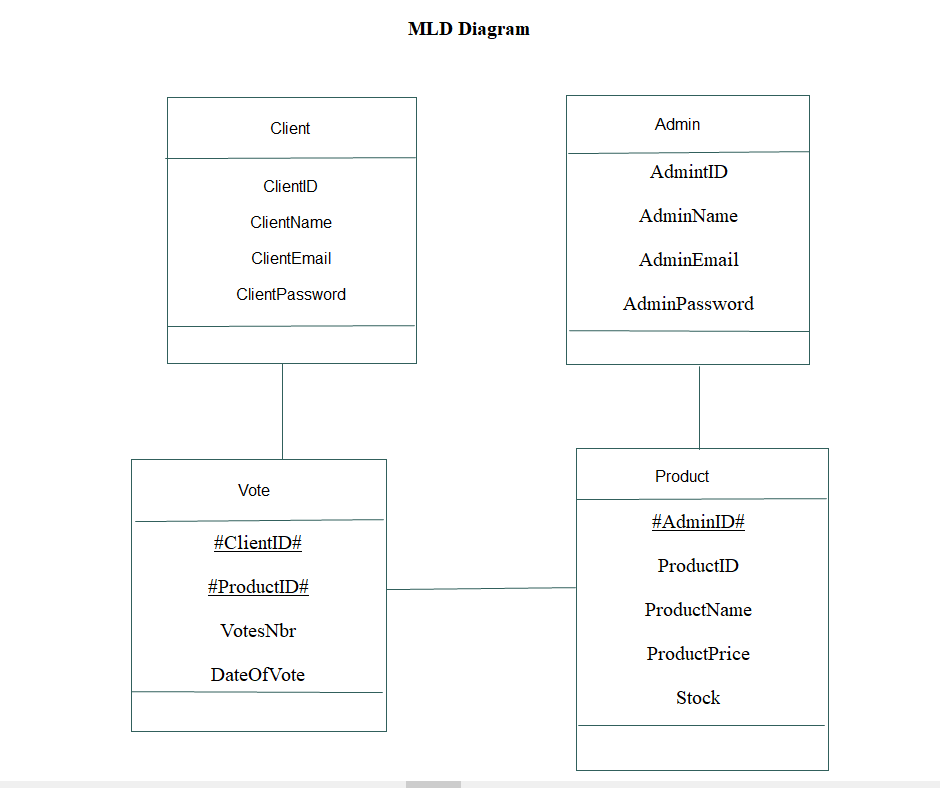 MLD Diagram
Client
ClientID
ClientName
ClientEmail
ClientPassword
Admin
AdmintID
AdminName
AdminEmail
AdminPassword
Vote
#ClientID#
#ProductID#
VotesNbr
DateOfVote
Product
#AdminID#
ProductID
ProductName
ProductPrice
Stock